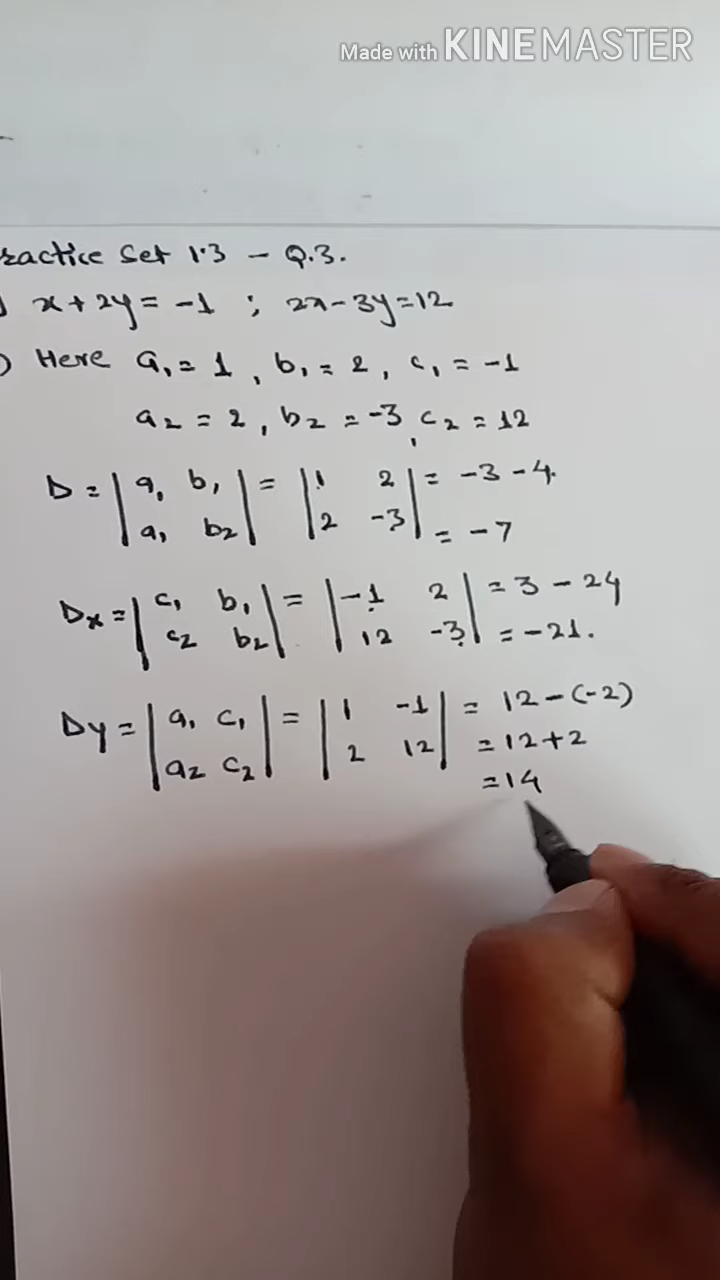 Made with KINEMASTER
ractice Set 1.3 - Q.3.
x + 2y = -1 ; 2x - 3y = 12
Here a₁ = 1 , b₁ = 2 , c₁ = -1
a₂ = 2 , b₂ = -3 , c₂ = 12
D = | a₁ b₁ | = | 1 2 | = -3 - 4.
| a₁ b₂ | | 2 -3 | = -7
Dx = | c₁ b₁ | = | -1 2 | = 3 - 24
| c₂ b₂ | | 12 -3 | = -21.
Dy = | a₁ c₁ | = | 1 -1 | = 12 - (-2)
| a₂ c₂ | | 2 12 | = 12 + 2
= 14